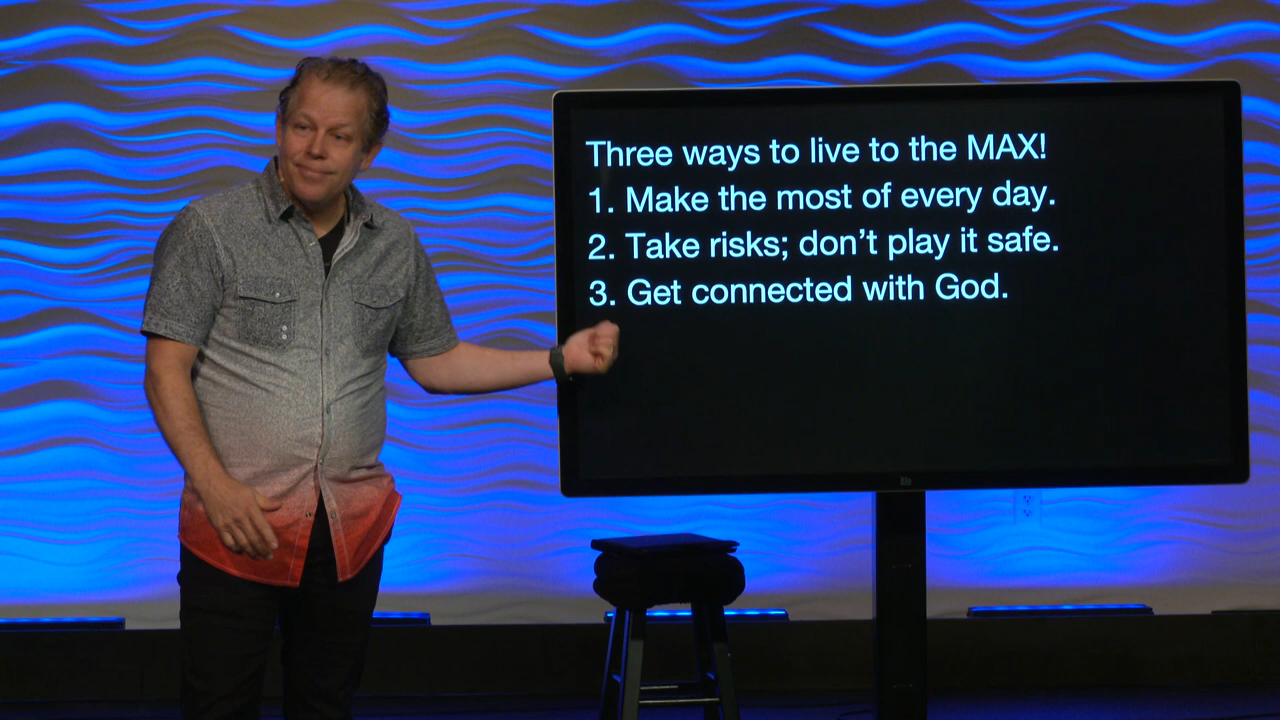 Three ways to live to the MAX!
1. Make the most of every day.
2. Take risks; don’t play it safe.
3. Get connected with God.